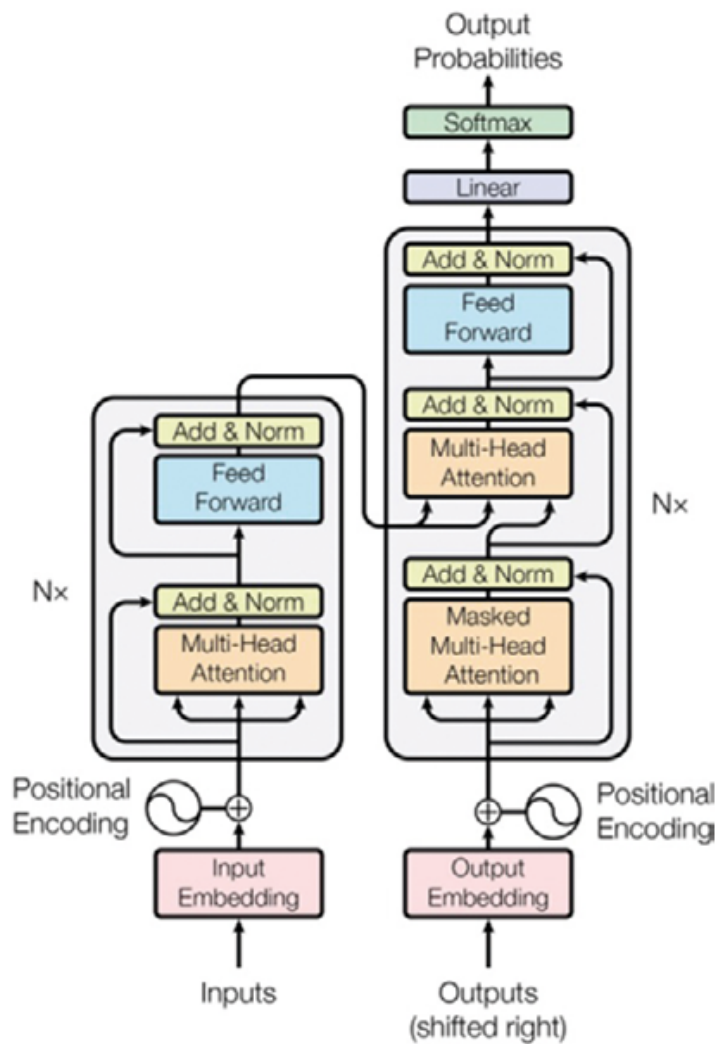 Output
Probabilities
Softmax
Linear
Add & Norm
Feed
Forward
Add & Norm
Multi-Head
Attention
Add & Norm
Masked
Multi-Head
Attention
Nx
Add & Norm
Feed
Forward
Add & Norm
Multi-Head
Attention
Nx
Positional
Encoding
Positional
Encoding
Input
Embedding
Output
Embedding
Inputs
Outputs
(shifted right)